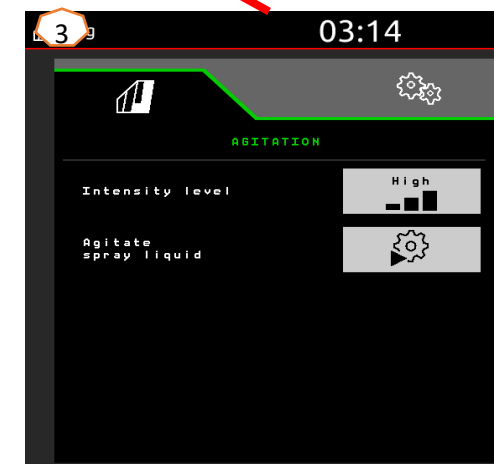 3
03:14
AGITATION
Intensity level
High
Agitate
spray liquid